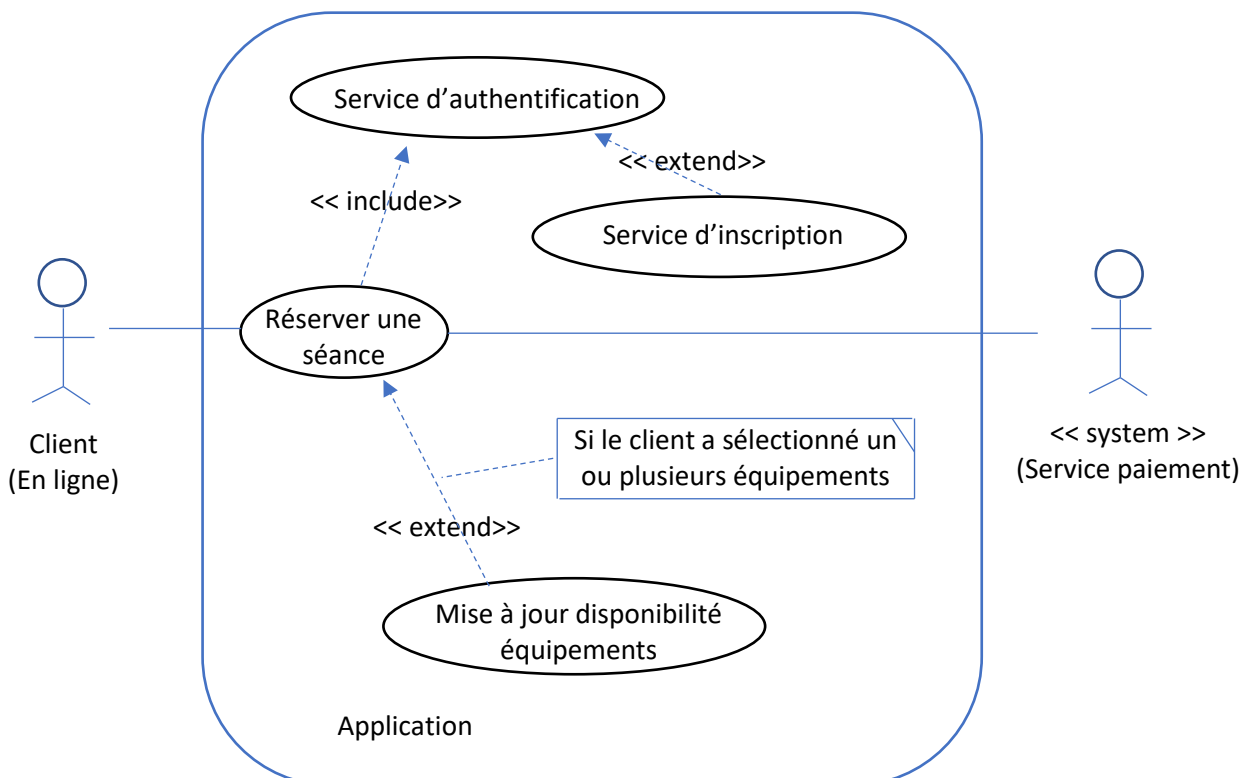 Service d’authentification
<< extend>>
<< include>>
Service d’inscription
Réserver une
séance
Client
(En ligne)
<< system >>
(Service paiement)
Si le client a sélectionné un
ou plusieurs équipements
<< extend>>
Mise à jour disponibilité
équipements
Application